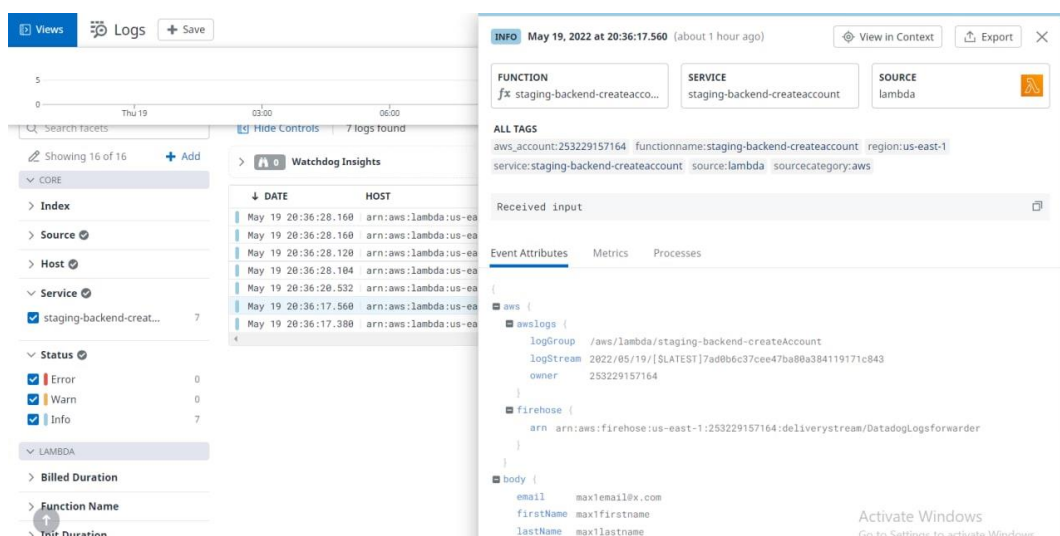 Views
Logs
+ Save
5
0
Thu 19
03:00
06:00
Search facets
Hide Controls
7 logs found
Showing 16 of 16
+ Add
0 Watchdog Insights
CORE
Index
Source
Host
Service
staging-backend-creat... 7
Status
Error 0
Warn 0
Info 7
LAMBDA
Billed Duration
Function Name
Init Duration
↓ DATE HOST
May 19 20:36:28.160 arn:aws:lambda:us-ea
May 19 20:36:28.160 arn:aws:lambda:us-ea
May 19 20:36:28.120 arn:aws:lambda:us-ea
May 19 20:36:28.104 arn:aws:lambda:us-ea
May 19 20:36:20.532 arn:aws:lambda:us-ea
May 19 20:36:17.560 arn:aws:lambda:us-ea
May 19 20:36:17.380 arn:aws:lambda:us-ea
INFO May 19, 2022 at 20:36:17.560 (about 1 hour ago)
View in Context
Export
FUNCTION
fx staging-backend-createacco...
SERVICE
staging-backend-createaccount
SOURCE
lambda
ALL TAGS
aws_account:253229157164 functionname:staging-backend-createaccount region:us-east-1
service:staging-backend-createaccount source:lambda sourcecategory:aws
Received input
Event Attributes Metrics Processes
{
aws {
awslogs {
logGroup /aws/lambda/staging-backend-createAccount
logStream 2022/05/19/[$LATEST]7ad0b6c37cee47ba80a384119171c843
owner 253229157164
}
firehose {
arn arn:aws:firehose:us-east-1:253229157164:deliverystream/DatadogLogsforwarder
}
}
body {
email max1email@x.com
firstName max1firstname
lastName max1lastname
Activate Windows
Go to Settings to activate Windows.